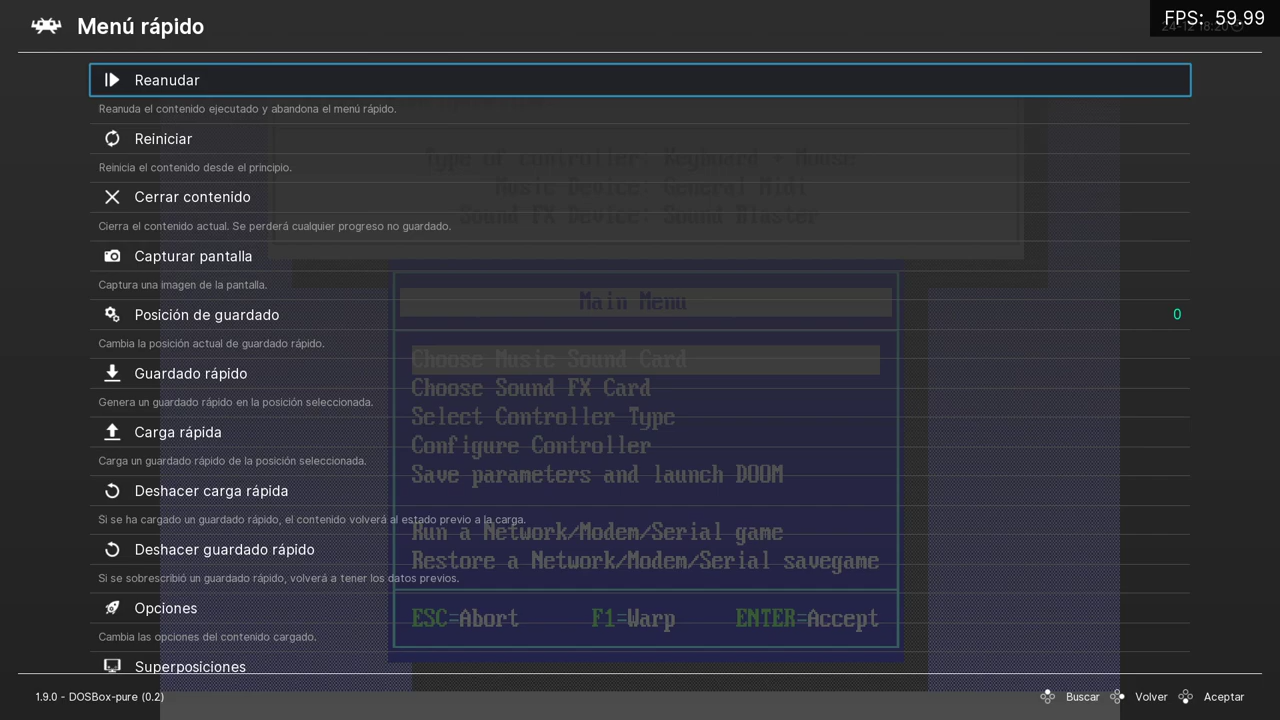 Menú rápido
FPS: 59.99
24-12 18:20
Reanudar
Reanuda el contenido ejecutado y abandona el menú rápido.
Reiniciar
Reinicia el contenido desde el principio.
Cerrar contenido
Cierra el contenido actual. Se perderá cualquier progreso no guardado.
Capturar pantalla
Captura una imagen de la pantalla.
Posición de guardado
0
Cambia la posición actual de guardado rápido.
Guardado rápido
Genera un guardado rápido en la posición seleccionada.
Carga rápida
Carga un guardado rápido de la posición seleccionada.
Deshacer carga rápida
Si se ha cargado un guardado rápido, el contenido volverá al estado previo a la carga.
Deshacer guardado rápido
Si se sobrescribió un guardado rápido, volverá a tener los datos previos.
Opciones
Cambia las opciones del contenido cargado.
Superposiciones
Type of controller: Keyboard + Mouse
Music Device: General Midi
Sound FX Device: Sound Blaster
Main Menu
Choose Music Sound Card
Choose Sound FX Card
Select Controller Type
Configure Controller
Save parameters and launch DOOM
Run a Network/Modem/Serial game
Restore a Network/Modem/Serial savegame
ESC=Abort F1=Warp ENTER=Accept
1.9.0 - DOSBox-pure (0.2)
Buscar Volver Aceptar